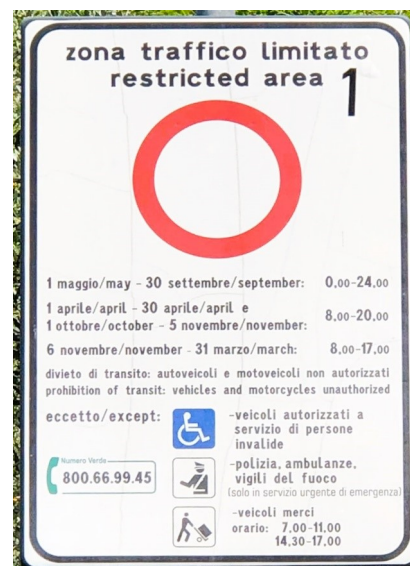 zona traffico limitato
restricted area 1
1 maggio/may - 30 settembre/september: 0,00-24,00
1 aprile/april - 30 aprile/april e
1 ottobre/october - 5 novembre/november: 8,00-20,00
6 novembre/november - 31 marzo/march: 8,00-17,00
divieto di transito: autoveicoli e motoveicoli non autorizzati
prohibition of transit: vehicles and motorcycles unauthorized
eccetto/except:
-veicoli autorizzati a
servizio di persone
invalide
Numero Verde
800.66.99.45
-polizia, ambulanze,
vigili del fuoco
(solo in servizio urgente di emergenza)
-veicoli merci
orario: 7,00-11,00
14,30-17,00